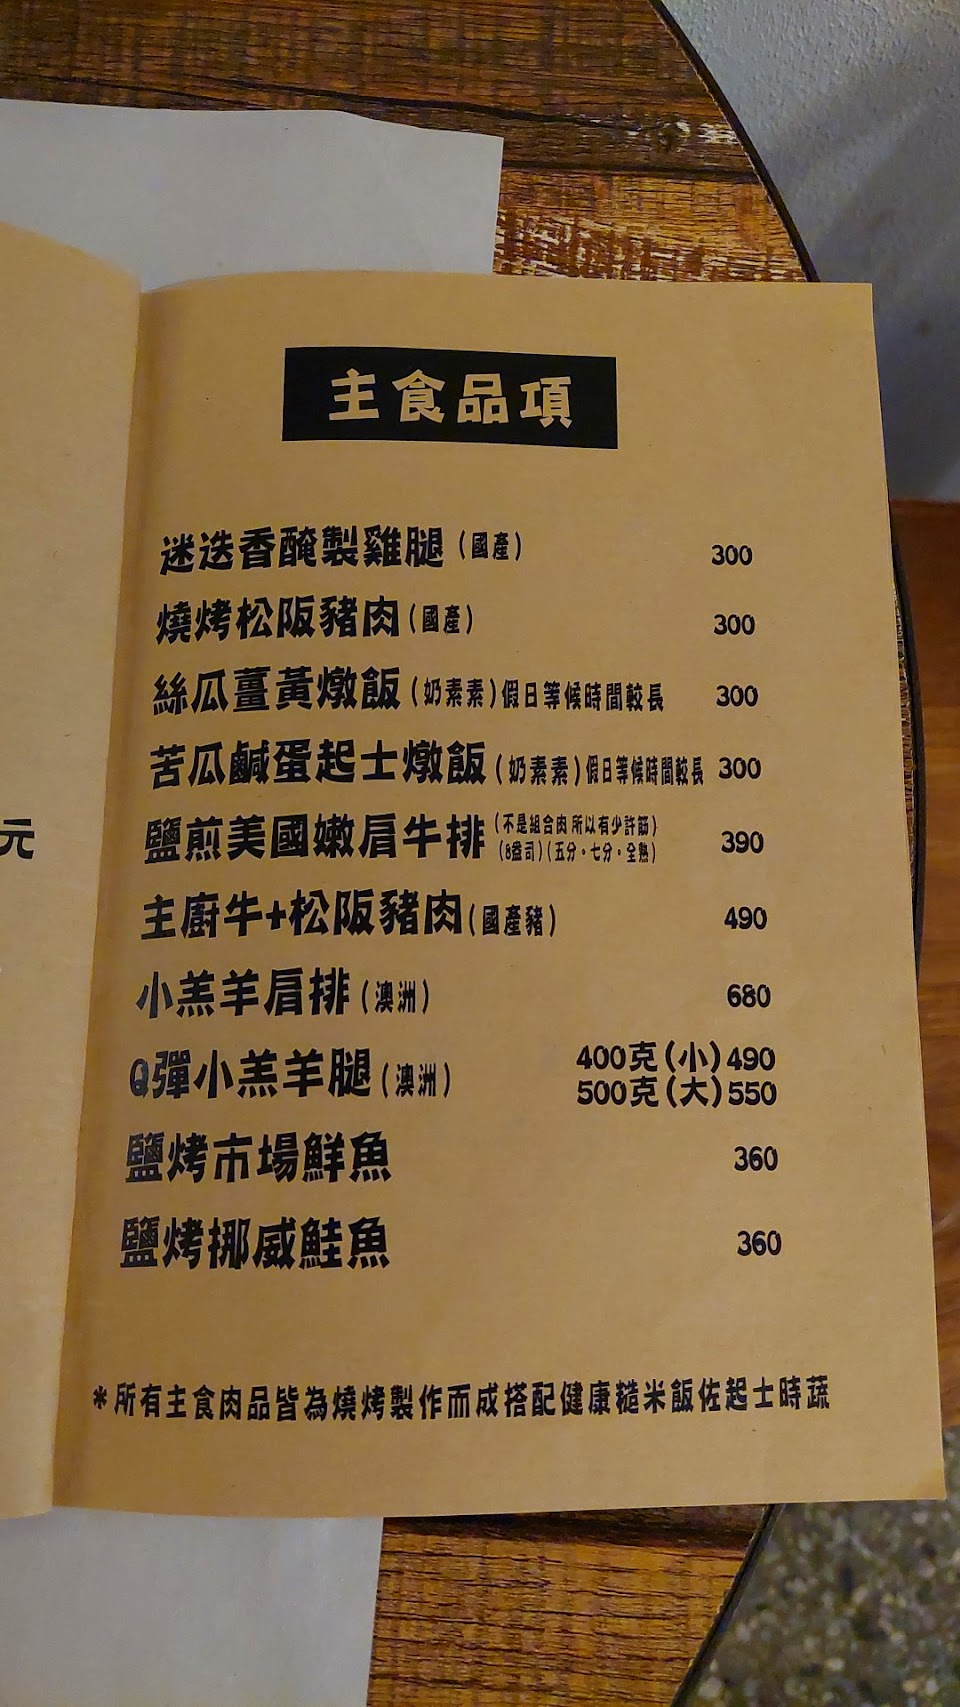 主食品項
迷迭香醃製雞腿(國產) 300
燒烤松阪豬肉(國產) 300
絲瓜薑黃燉飯(奶素素)假日等候時間較長 300
苦瓜鹹蛋起士燉飯(奶素素)假日等候時間較長 300
鹽煎美國嫩肩牛排(不是組合肉 所以有少許筋) 390
(8盎司)(五分·七分·全熟)
主廚牛+松阪豬肉(國產豬) 490
小羔羊肩排(澳洲) 680
Q彈小羔羊腿(澳洲) 400克(小)490
500克(大)550
鹽烤市場鮮魚 360
鹽烤挪威鮭魚 360
*所有主食肉品皆為燒烤製作而成搭配健康糙米飯佐起士時蔬
元